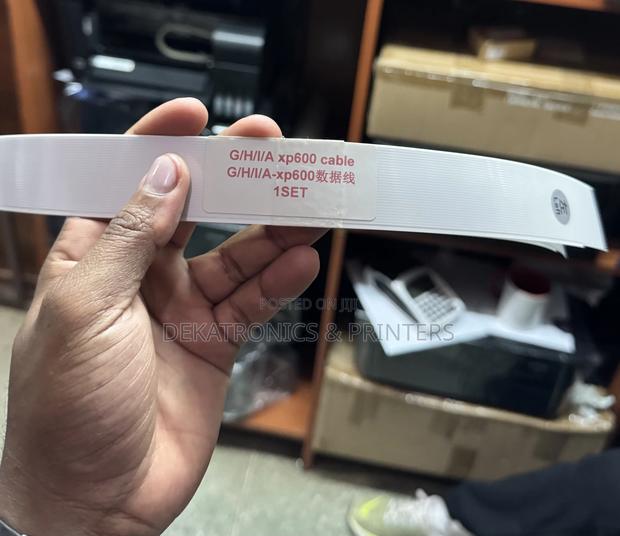 G/H/I/A xp600 cable
G/H/I/A-xp600数据线
1SET
POSTED ON JIJI
DEKATRONICS & PRINTERS